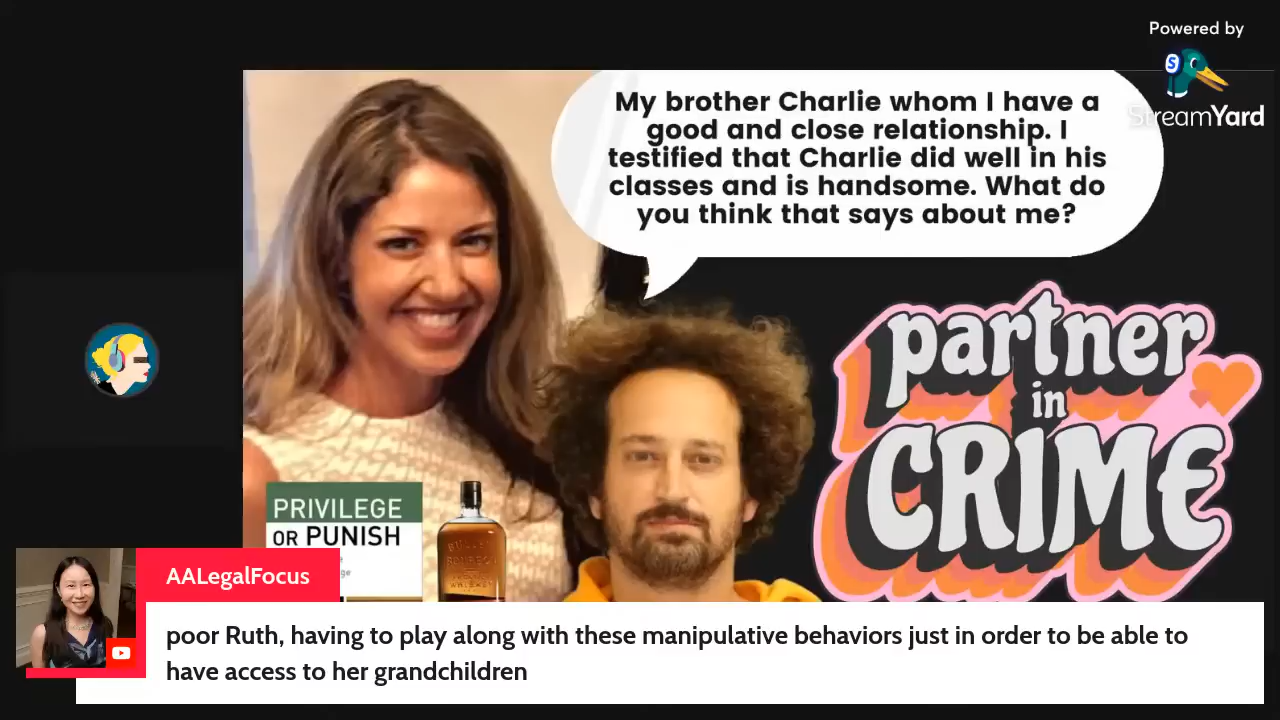 Powered by
StreamYard
My brother Charlie whom I have a
good and close relationship. I
testified that Charlie did well in his
classes and is handsome. What do
you think that says about me?
partner
in
CRIME
PRIVILEGE
OR PUNISH
BULLEIT
BOURBON
WHISKEY
AALegalFocus
poor Ruth, having to play along with these manipulative behaviors just in order to be able to
have access to her grandchildren